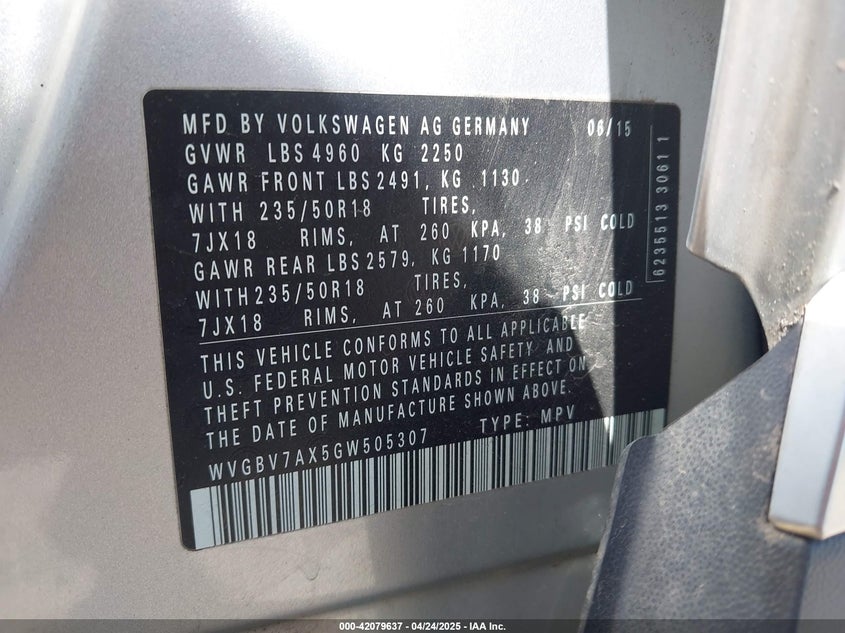 MFD BY VOLKSWAGEN AG GERMANY 06/15
GVWR LBS 4960 KG 2250
GAWR FRONT LBS 2491, KG 1130
WITH 235/50R18 TIRES,
7JX18 RIMS, AT 260 KPA, 38 PSI COLD
GAWR REAR LBS 2579, KG 1170
WITH 235/50R18 TIRES,
7JX18 RIMS, AT 260 KPA, 38 PSI COLD
THIS VEHICLE CONFORMS TO ALL APPLICABLE
U.S. FEDERAL MOTOR VEHICLE SAFETY AND
THEFT PREVENTION STANDARDS IN EFFECT ON
THE DATE OF MANUFACTURE SHOWN ABOVE.
WVGBV7AX5GW505307 TYPE: MPV
6235513 30611
000-42079637 - 04/24/2025 - IAA Inc.